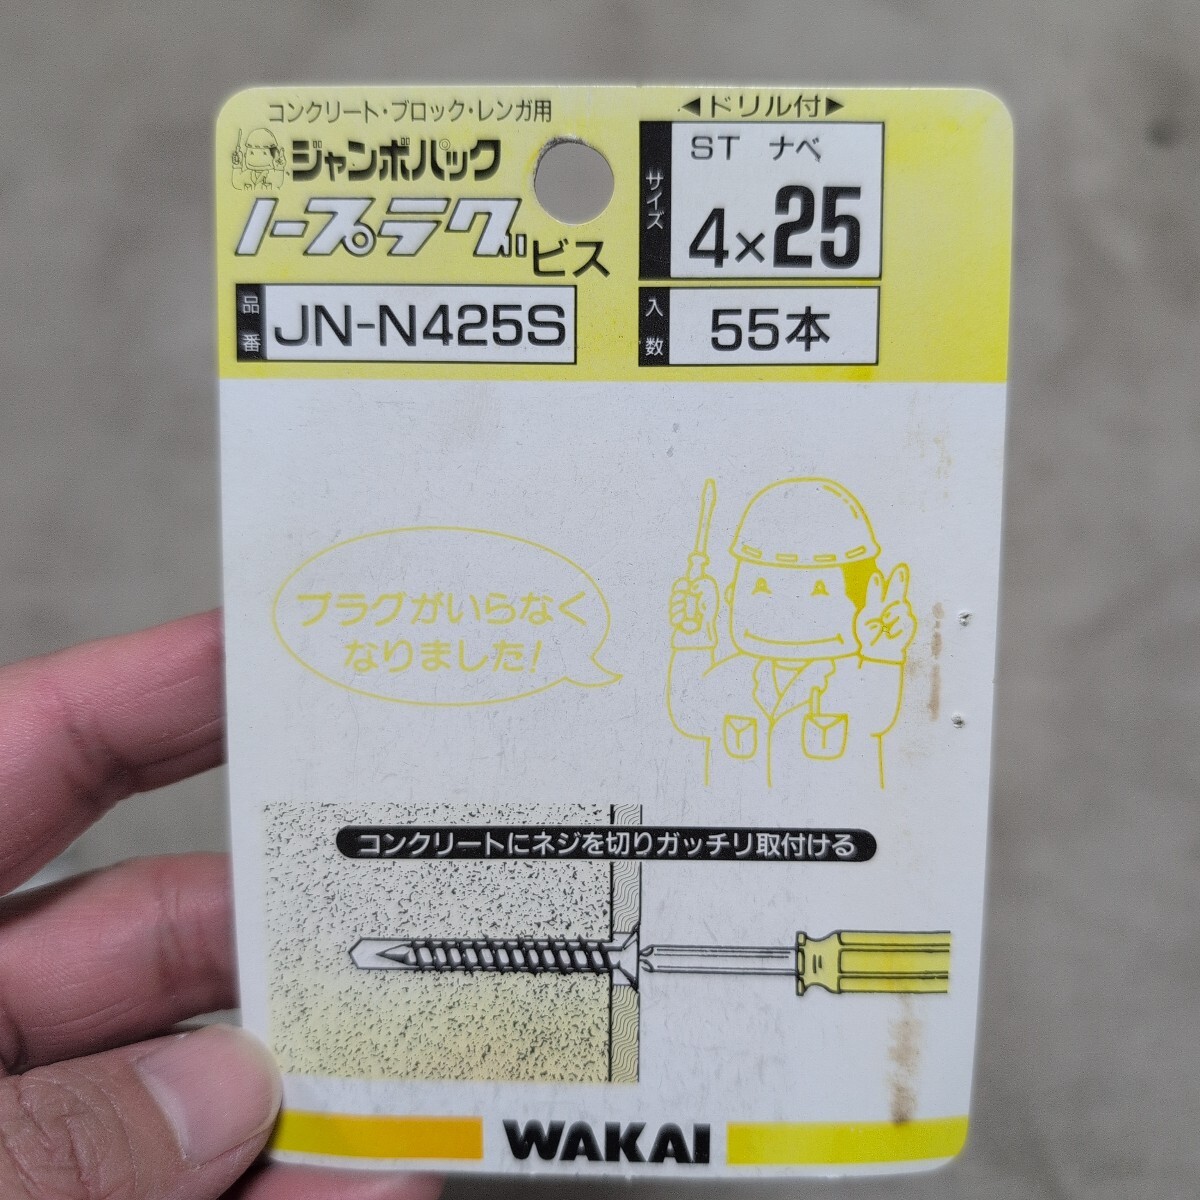 コンクリート・ブロック・レンガ用
ジャンボパック
ノープラグビス
品番 JN-N425S
◀ドリル付▶
サイズ ST ナベ
4×25
入数 55本
プラグがいらなく
なりました!
コンクリートにネジを切りガッチリ取付ける
WAKAI